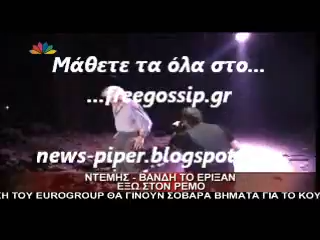 Μάθετε τα όλα στο...
...freegossip.gr
news-piper.blogspot
ΝΤΕΜΗΣ - ΒΑΝΔΗ ΤΟ ΕΡΙΞΑΝ
ΕΞΩ ΣΤΟΝ ΡΕΜΟ
ΣΗ ΤΟΥ EUROGROUP ΘΑ ΓΙΝΟΥΝ ΣΟΒΑΡΑ ΒΗΜΑΤΑ ΓΙΑ ΤΟ ΚΟΥ